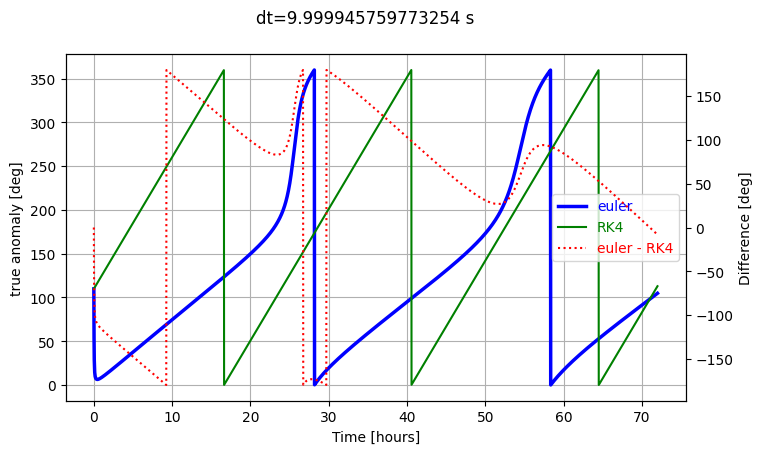 dt=9.999945759773254 s
350
300
250
200
150
100
50
0
true anomaly [deg]
150
100
50
0
−50
−100
−150
Difference [deg]
euler
RK4
euler - RK4
0 10 20 30 40 50 60 70
Time [hours]